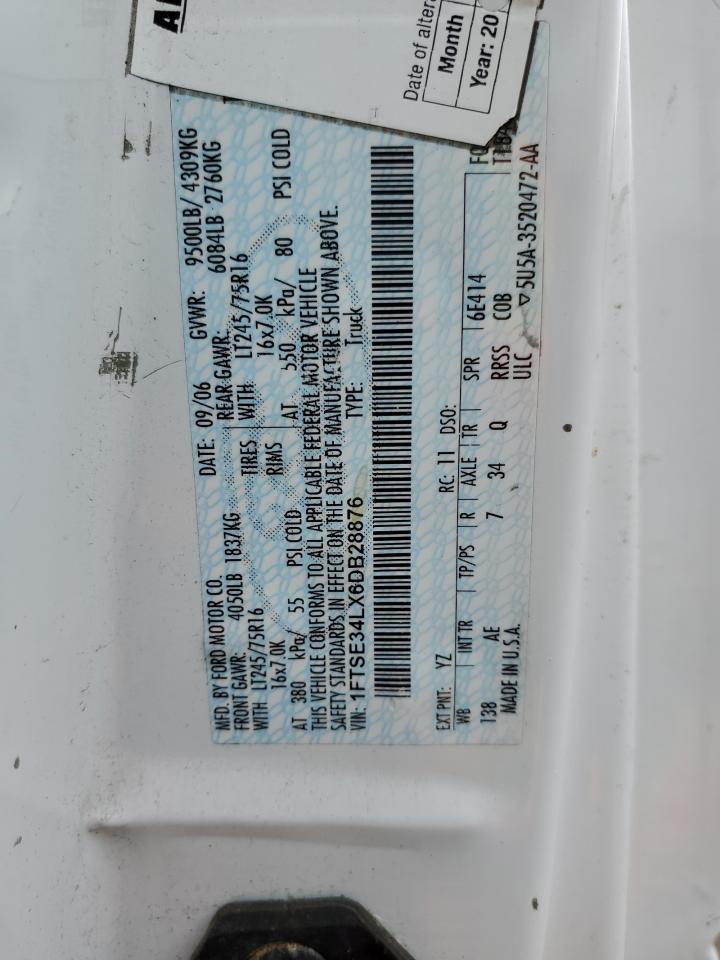 Date of alter
Month
Year: 20
MFD. BY FORD MOTOR CO. DATE: 09/06 GVWR: 9500LB/ 4309KG
FRONT GAWR: 4050LB 1837KG REAR GAWR: 6084LB 2760KG
WITH LT245/75R16 TIRES WITH LT245/75R16
16x7.0K RIMS 16x7.0K
AT 380 kPa/ 55 PSI COLD AT 550 kPa/ 80 PSI COLD
THIS VEHICLE CONFORMS TO ALL APPLICABLE FEDERAL MOTOR VEHICLE
SAFETY STANDARDS IN EFFECT ON THE DATE OF MANUFACTURE SHOWN ABOVE.
VIN: 1FTSE34LX6DB28876 TYPE: Truck
EXT PNT: YZ RC: 11 DSO:
WB INT TR TP/PS R AXLE TR SPR 6E414
138 AE 7 34 Q RRSS COB
MADE IN U.S.A. ULC ▽5U5A-3520472-AA